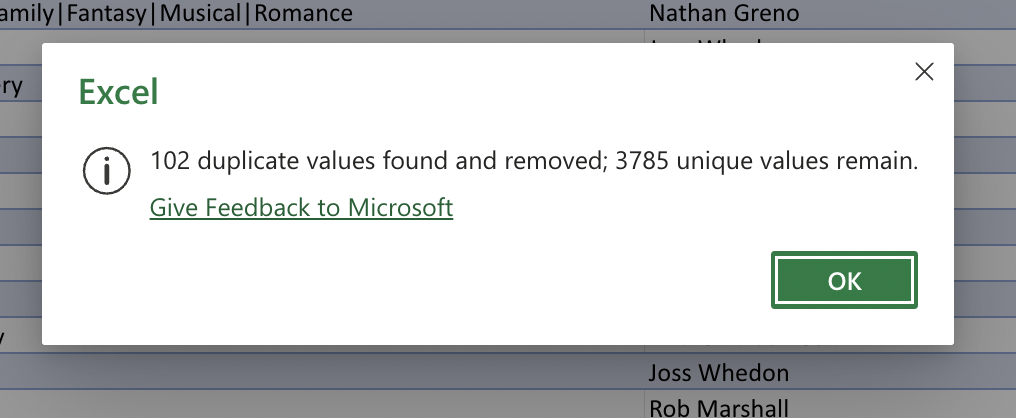 amily|Fantasy|Musical|Romance Nathan Greno
ry
Excel
102 duplicate values found and removed; 3785 unique values remain.
Give Feedback to Microsoft
OK
Joss Whedon
Rob Marshall